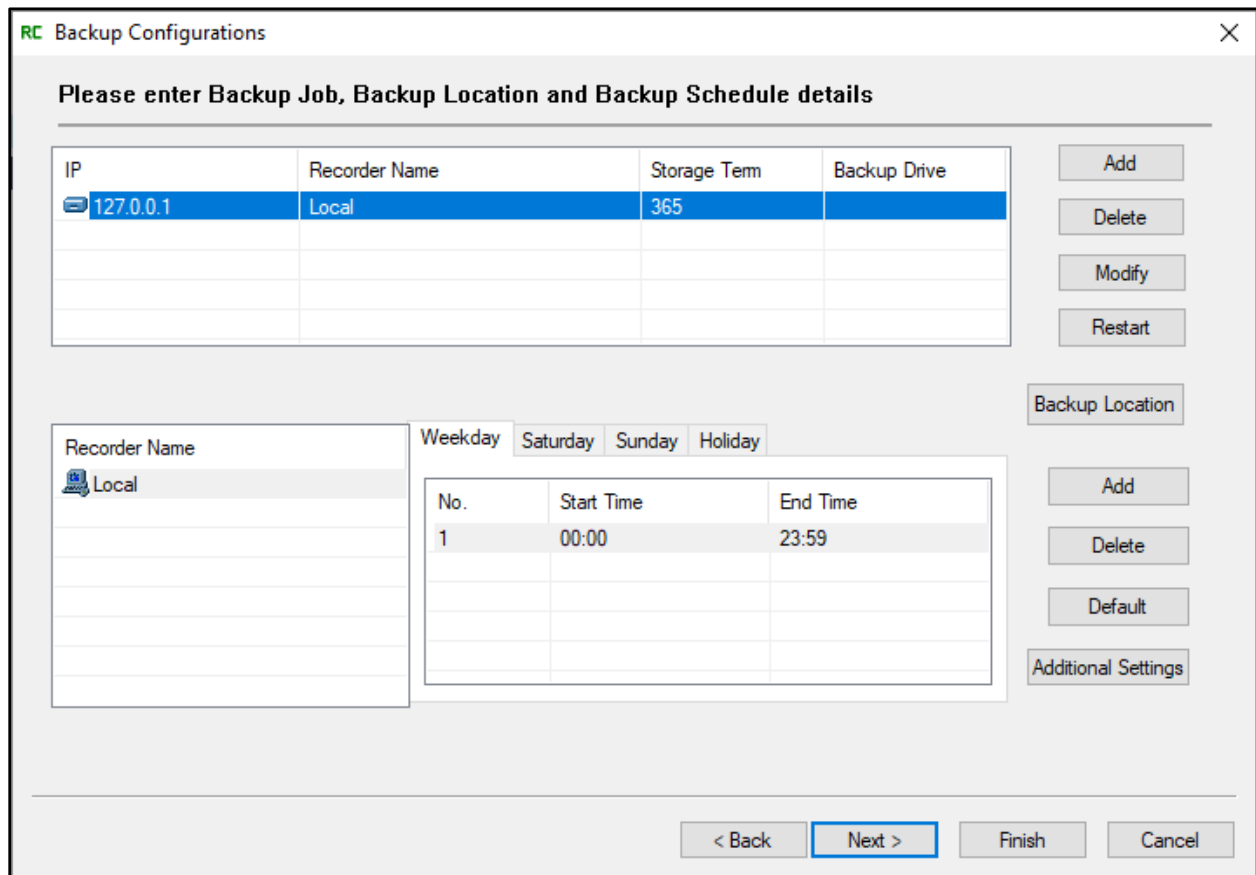 RC Backup Configurations
Please enter Backup Job, Backup Location and Backup Schedule details
IP Recorder Name Storage Term Backup Drive
127.0.0.1 Local 365
Add
Delete
Modify
Restart
Backup Location
Recorder Name
Local
Weekday Saturday Sunday Holiday
No. Start Time End Time
1 00:00 23:59
Add
Delete
Default
Additional Settings
< Back Next > Finish Cancel